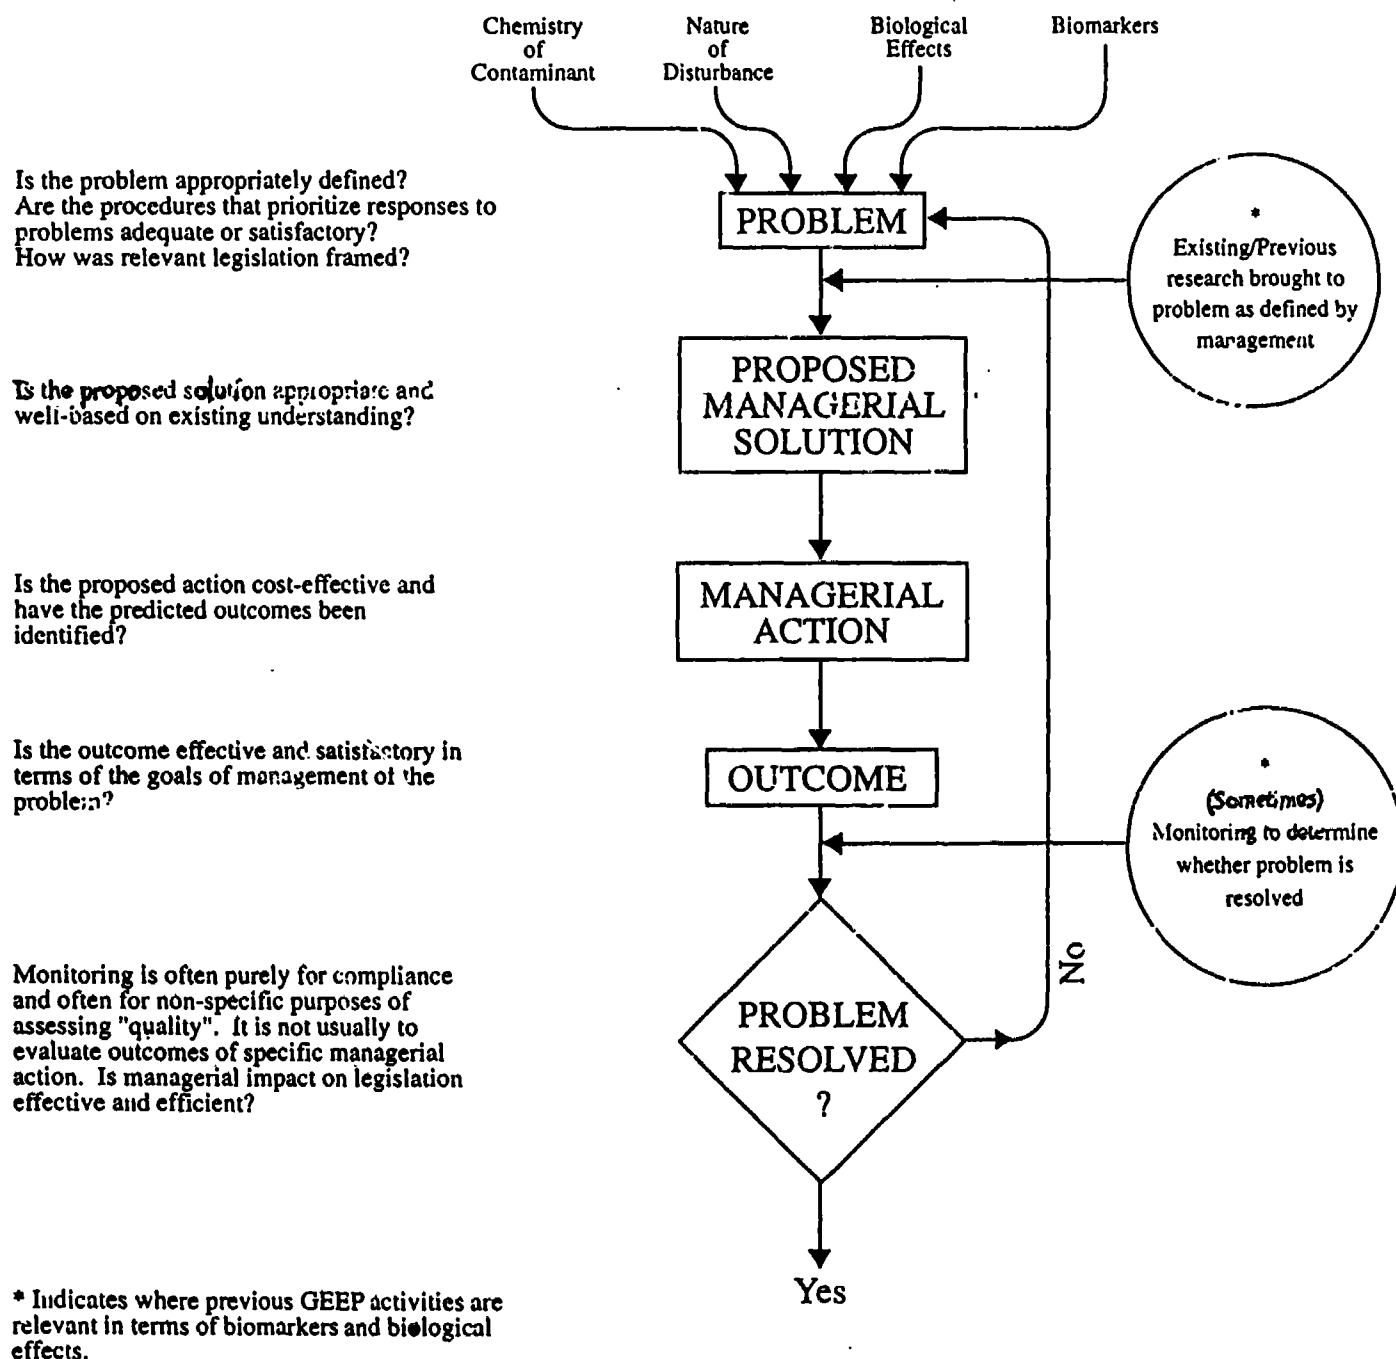 Chemistry
of
Contaminant
Nature
of
Disturbance
Biological
Effects
Biomarkers
Is the problem appropriately defined?
Are the procedures that prioritize responses to
problems adequate or satisfactory?
How was relevant legislation framed?
PROBLEM
*
Existing/Previous
research brought to
problem as defined by
management
Is the proposed solution appropriate and
well-based on existing understanding?
PROPOSED
MANAGERIAL
SOLUTION
Is the proposed action cost-effective and
have the predicted outcomes been
identified?
MANAGERIAL
ACTION
Is the outcome effective and satisfactory in
terms of the goals of management of the
problem?
OUTCOME
*
(Sometimes)
Monitoring to determine
whether problem is
resolved
Monitoring is often purely for compliance
and often for non-specific purposes of
assessing "quality". It is not usually to
evaluate outcomes of specific managerial
action. Is managerial impact on legislation
effective and efficient?
PROBLEM
RESOLVED
?
No
Yes
* Indicates where previous GEEP activities are
relevant in terms of biomarkers and biological
effects.